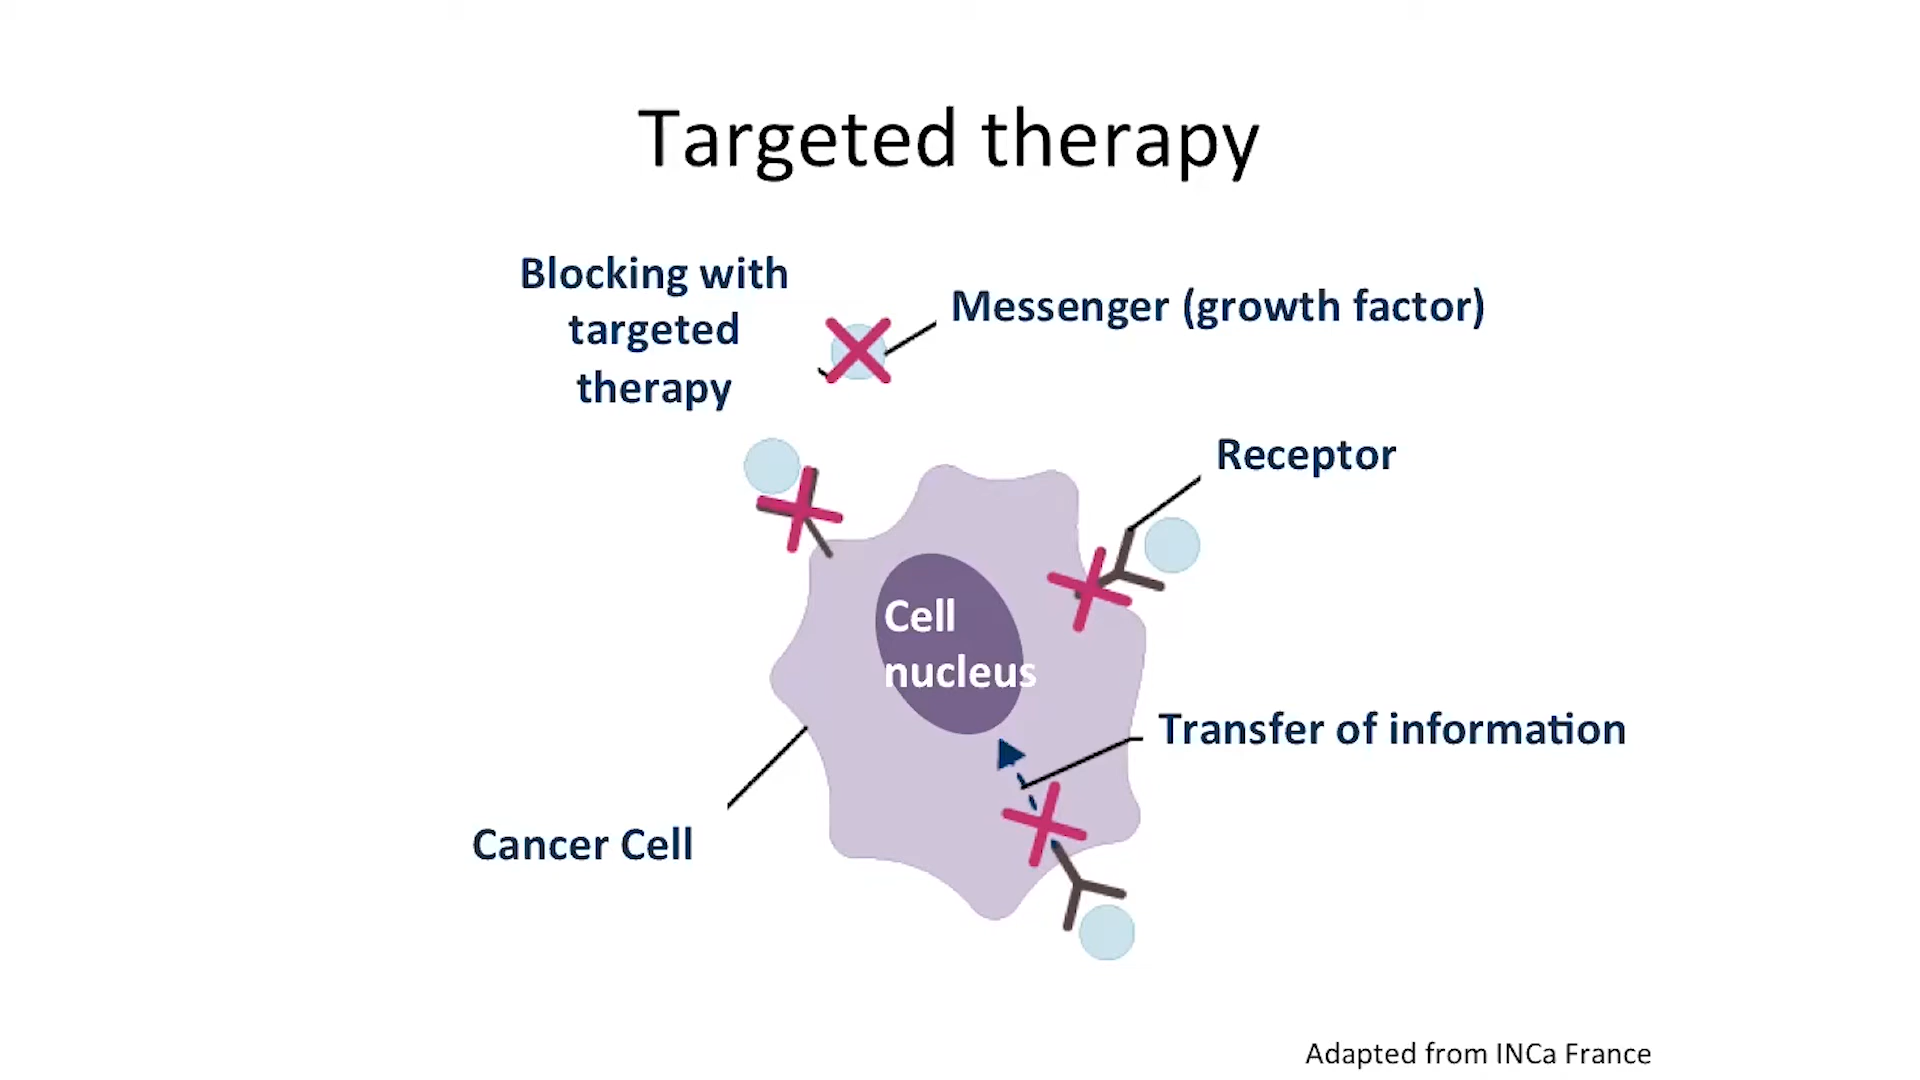 Targeted therapy
Blocking with
targeted
therapy
Messenger (growth factor)
Receptor
Cell
nucleus
Transfer of information
Cancer Cell
Adapted from INCa France